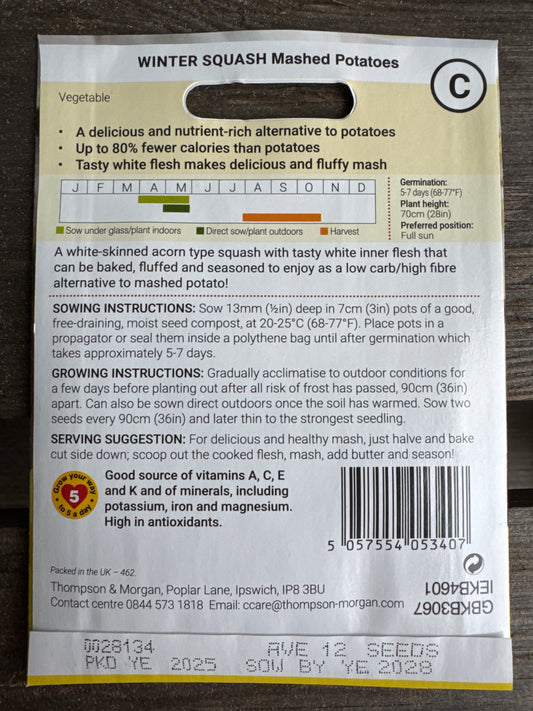 WINTER SQUASH Mashed Potatoes
C
Vegetable
• A delicious and nutrient-rich alternative to potatoes
• Up to 80% fewer calories than potatoes
• Tasty white flesh makes delicious and fluffy mash
J F M A M J J A S O N D
Sow under glass/plant indoors Direct sow/plant outdoors Harvest
Germination:
5-7 days (68-77°F)
Plant height:
70cm (28in)
Preferred position:
Full sun
A white-skinned acorn type squash with tasty white inner flesh that
can be baked, fluffed and seasoned to enjoy as a low carb/high fibre
alternative to mashed potato!
SOWING INSTRUCTIONS: Sow 13mm (½in) deep in 7cm (3in) pots of a good,
free-draining, moist seed compost, at 20-25°C (68-77°F). Place pots in a
propagator or seal them inside a polythene bag until after germination which
takes approximately 5-7 days.
GROWING INSTRUCTIONS: Gradually acclimatise to outdoor conditions for
a few days before planting out after all risk of frost has passed, 90cm (36in)
apart. Can also be sown direct outdoors once the soil has warmed. Sow two
seeds every 90cm (36in) and later thin to the strongest seedling.
SERVING SUGGESTION: For delicious and healthy mash, just halve and bake
cut side down; scoop out the cooked flesh, mash, add butter and season!
Grow your way
5
to 5 a day
Good source of vitamins A, C, E
and K and of minerals, including
potassium, iron and magnesium.
High in antioxidants.
5 057554 053407
Packed in the UK – 462.
Thompson & Morgan, Poplar Lane, Ipswich, IP8 3BU
Contact centre 0844 573 1818 Email: ccare@thompson-morgan.com
GBKB3067
IEKB4601
0028134 AVE 12 SEEDS
PKD YE 2025 SOW BY YE 2028